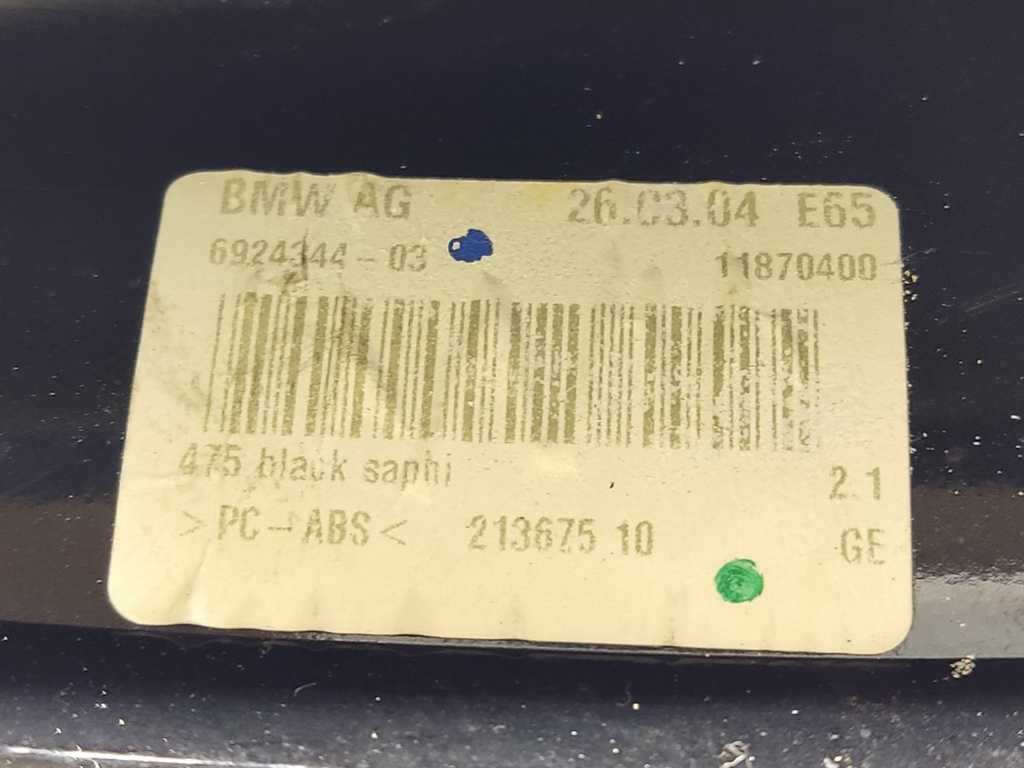 BMW AG 26.03.04 E65
6924344-03 11870400
475 black saphi
2.1
>PC-ABS< 213675 10 GE